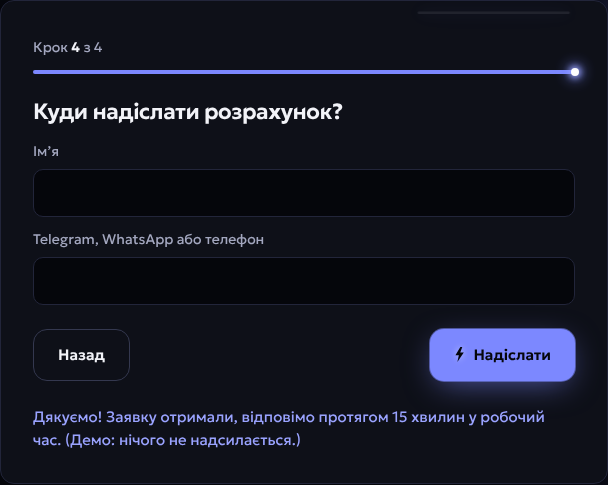 Крок 4 з 4
Куди надіслати розрахунок?
Ім’я
Telegram, WhatsApp або телефон
Назад
Надіслати
Дякуємо! Заявку отримали, відповімо протягом 15 хвилин у робочий
час. (Демо: нічого не надсилається.)